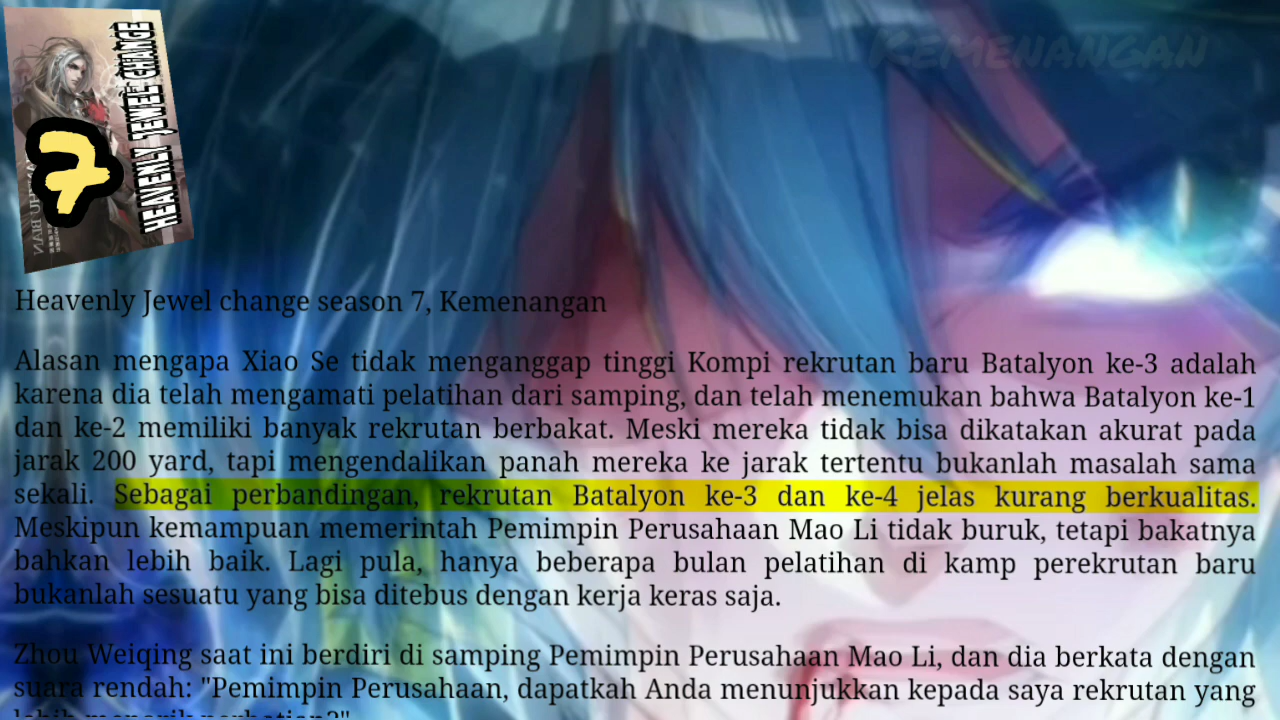 Kemenangan
HEAVENLY JEWEL CHANGE
7
Heavenly Jewel change season 7, Kemenangan
Alasan mengapa Xiao Se tidak menganggap tinggi Kompi rekrutan baru Batalyon ke-3 adalah
karena dia telah mengamati pelatihan dari samping, dan telah menemukan bahwa Batalyon ke-1
dan ke-2 memiliki banyak rekrutan berbakat. Meski mereka tidak bisa dikatakan akurat pada
jarak 200 yard, tapi mengendalikan panah mereka ke jarak tertentu bukanlah masalah sama
sekali. Sebagai perbandingan, rekrutan Batalyon ke-3 dan ke-4 jelas kurang berkualitas.
Meskipun kemampuan memerintah Pemimpin Perusahaan Mao Li tidak buruk, tetapi bakatnya
bahkan lebih baik. Lagi pula, hanya beberapa bulan pelatihan di kamp perekrutan baru
bukanlah sesuatu yang bisa ditebus dengan kerja keras saja.
Zhou Weiqing saat ini berdiri di samping Pemimpin Perusahaan Mao Li, dan dia berkata dengan
suara rendah: "Pemimpin Perusahaan, dapatkah Anda menunjukkan kepada saya rekrutan yang
lebih menarik perhatian?"